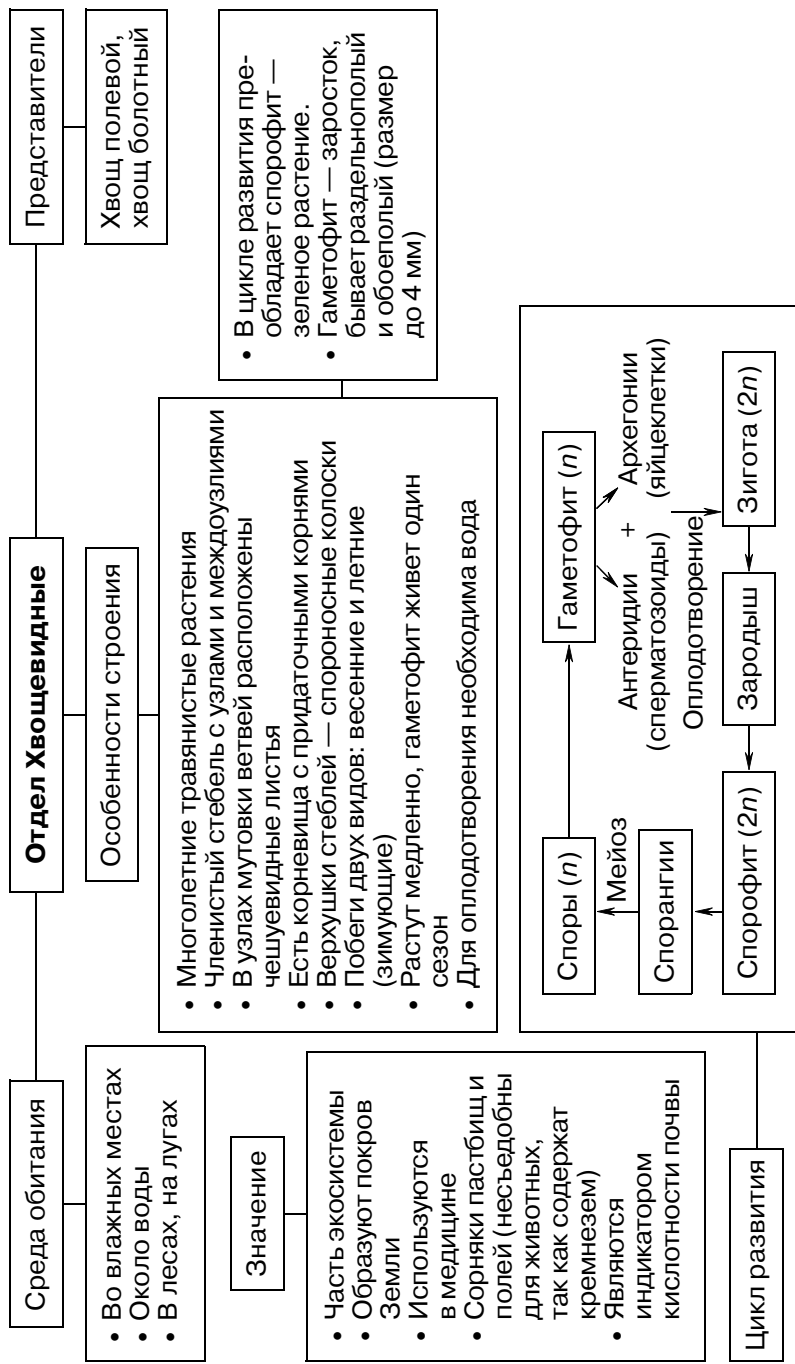 Отдел Хвощевидные
Среда обитания
• Во влажных местах
• Около воды
• В лесах, на лугах
Особенности строения
• Многолетние травянистые растения
• Членистый стебель с узлами и междоузлиями
• В узлах мутовки ветвей расположены
чешуевидные листья
• Есть корневища с придаточными корнями
• Верхушки стеблей — спороносные колоски
• Побеги двух видов: весенние и летние
(зимующие)
• Растут медленно, гаметофит живет один
сезон
• Для оплодотворения необходима вода
Представители
Хвощ полевой,
хвощ болотный
• В цикле развития пре-
обладает спорофит —
зеленое растение.
• Гаметофит — заросток,
бывает раздельнополый
и обоеполый (размер
до 4 мм)
Значение
• Часть экосистемы
• Образуют покров
Земли
• Используются
в медицине
• Сорняки пастбищ и
полей (несъедобны
для животных,
так как содержат
кремнезем)
• Являются
индикатором
кислотности почвы
Цикл развития
Споры (n)
Мейоз
Спорангии
Спорофит (2n)
Гаметофит (n)
Антеридии
(сперматозоиды)
+
Архегонии
(яйцеклетки)
Оплодотворение
Зародыш
Зигота (2n)